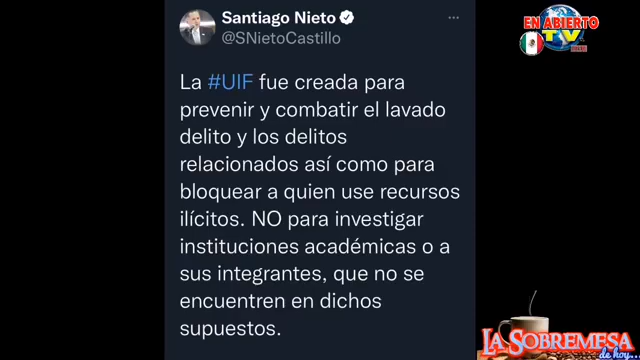 Santiago Nieto
@SNietoCastillo
La #UIF fue creada para
prevenir y combatir el lavado
delito y los delitos
relacionados así como para
bloquear a quien use recursos
ilícitos. NO para investigar
instituciones académicas o a
sus integrantes, que no se
encuentren en dichos
supuestos.
EN ABIERTO
TV
LA SOBREMESA
de hoy...